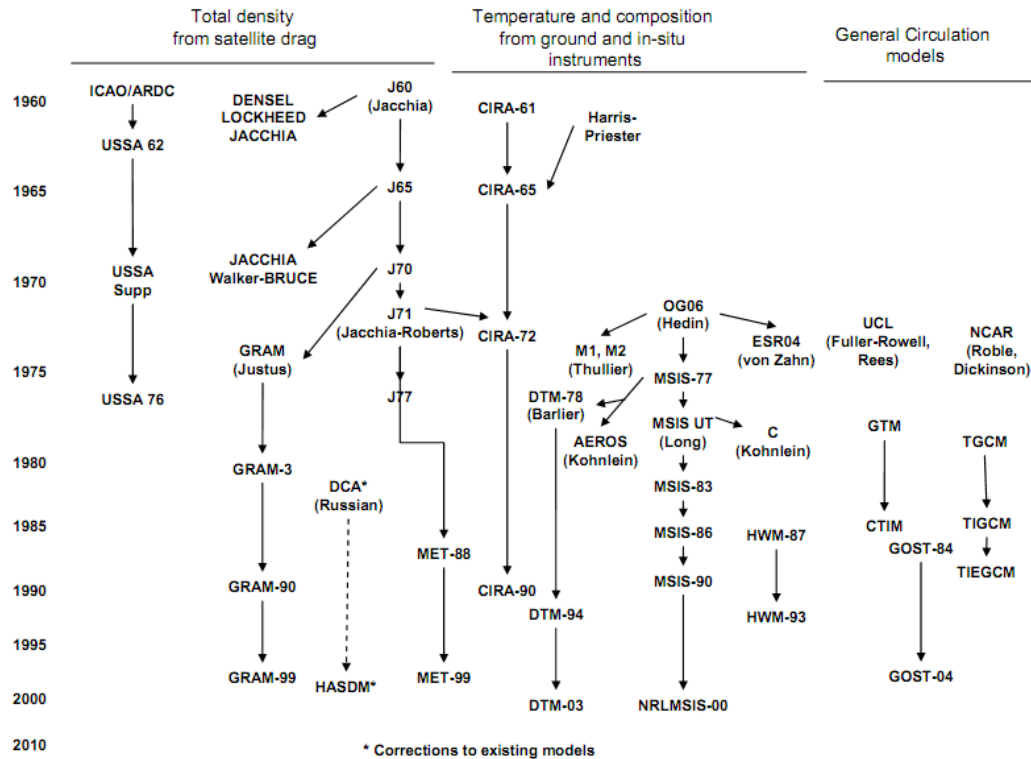 Total density
from satellite drag
Temperature and composition
from ground and in-situ
instruments
General Circulation
models
1960
1965
1970
1975
1980
1985
1990
1995
2000
2010
ICAO/ARDC
USSA 62
USSA
Supp
USSA 76
DENSEL
LOCKHEED
JACCHIA
JACCHIA
Walker-BRUCE
GRAM
(Justus)
GRAM-3
GRAM-90
GRAM-99
DCA*
(Russian)
HASDM*
J60
(Jacchia)
J65
J70
J71
(Jacchia-Roberts)
J77
MET-88
MET-99
CIRA-61
CIRA-65
CIRA-72
CIRA-90
Harris-
Priester
M1, M2
(Thullier)
DTM-78
(Barlier)
AEROS
(Kohnlein)
DTM-94
DTM-03
OG06
(Hedin)
MSIS-77
MSIS UT
(Long)
MSIS-83
MSIS-86
MSIS-90
NRLMSIS-00
ESR04
(von Zahn)
C
(Kohnlein)
HWM-87
HWM-93
UCL
(Fuller-Rowell,
Rees)
GTM
CTIM
GOST-84
GOST-04
NCAR
(Roble,
Dickinson)
TGCM
TIGCM
TIEGCM
* Corrections to existing models